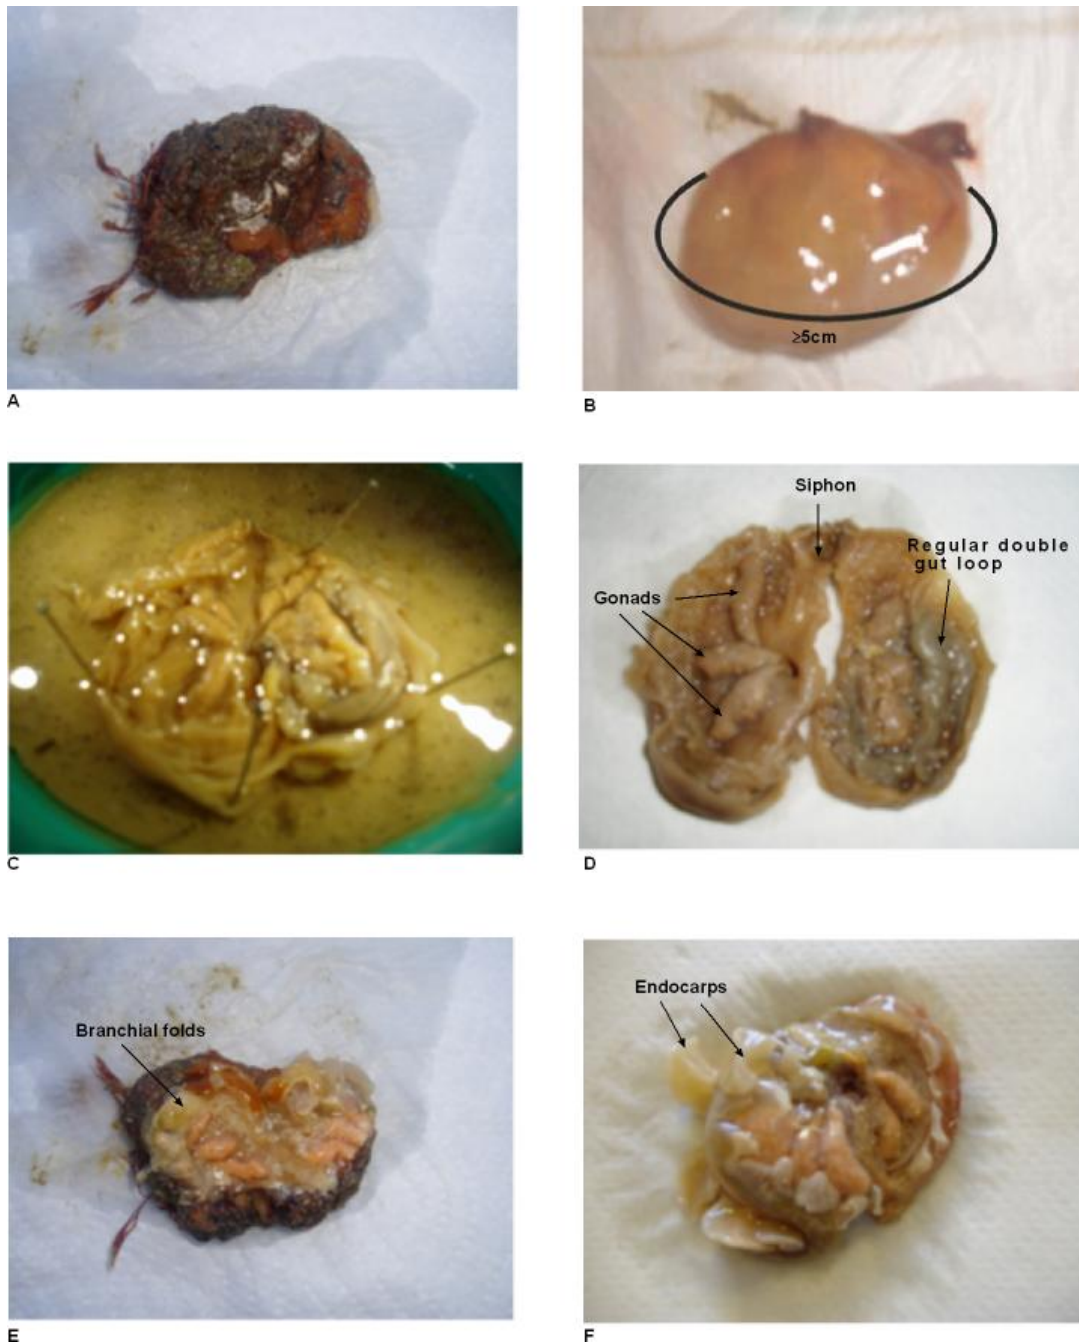 A
≥5cm
B
C
Siphon
Regular double
gut loop
Gonads
D
Branchial folds
E
Endocarps
F